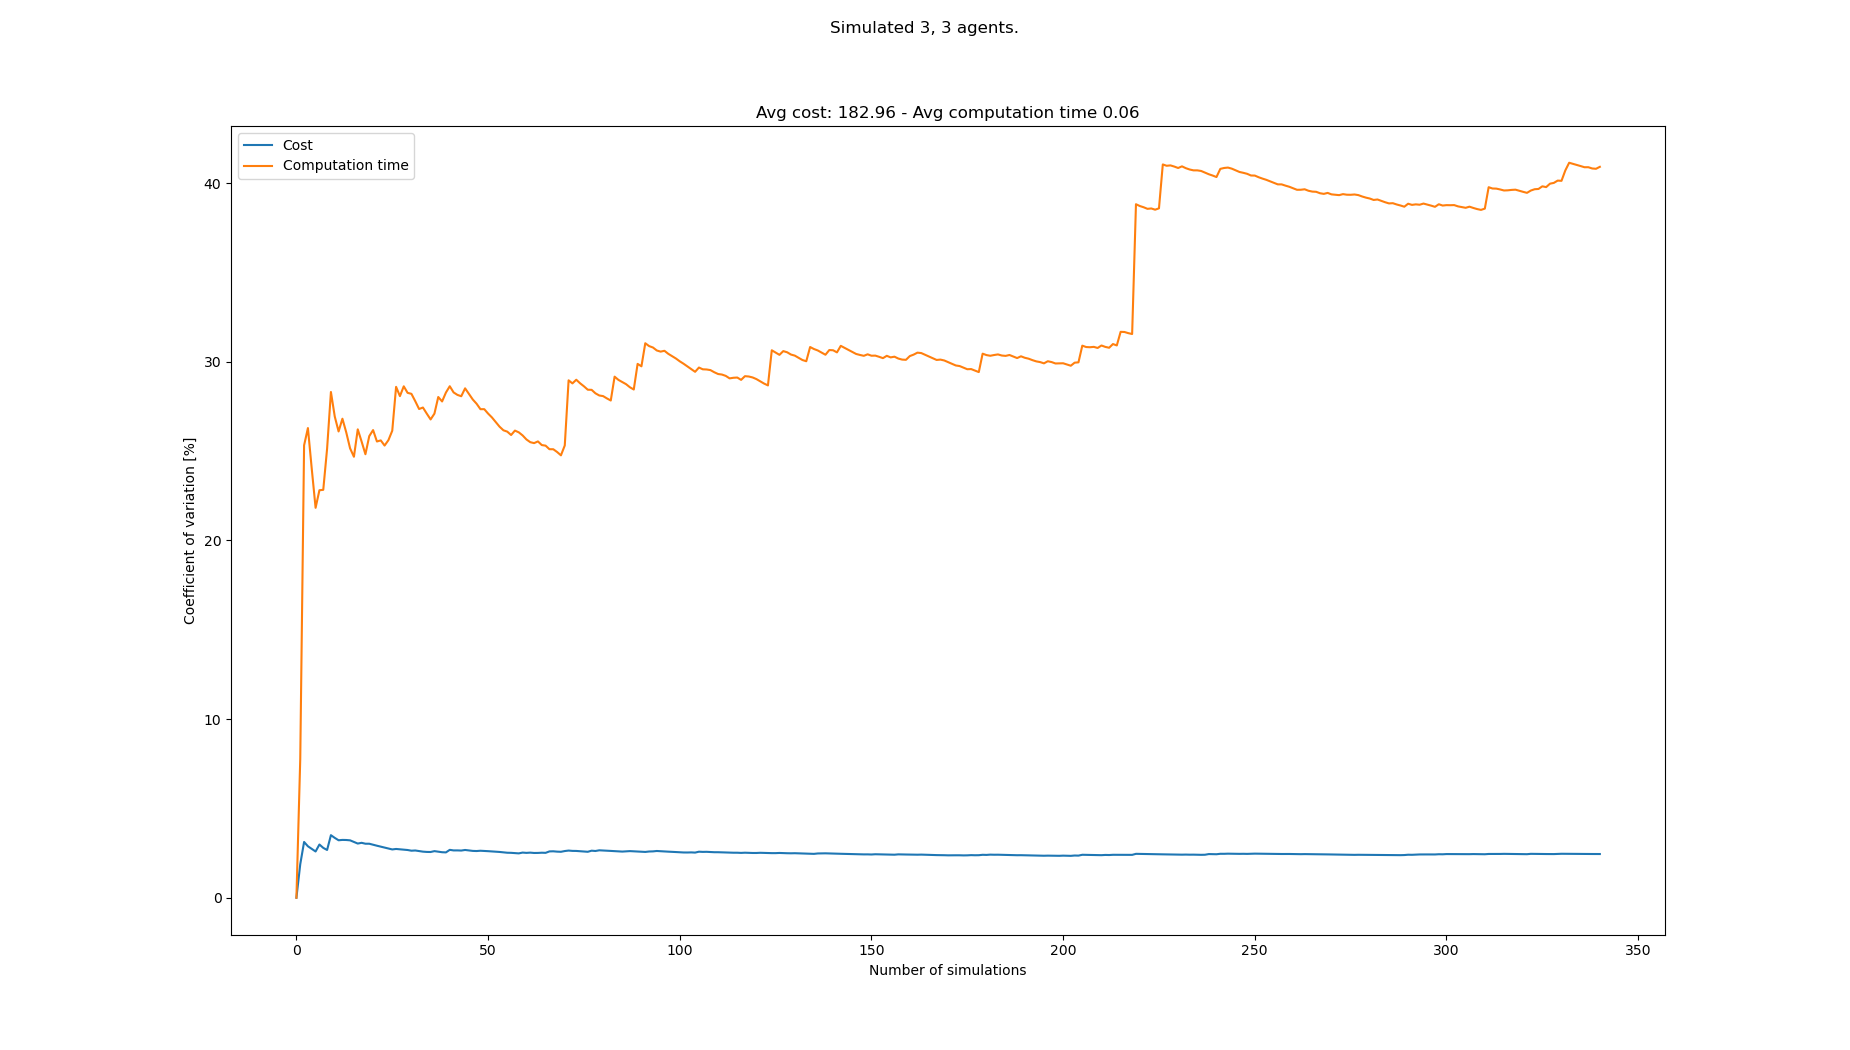 Simulated 3, 3 agents.
Avg cost: 182.96 - Avg computation time 0.06
Cost
Computation time
40
30
20
10
0
Coefficient of variation [%]
0 50 100 150 200 250 300 350
Number of simulations